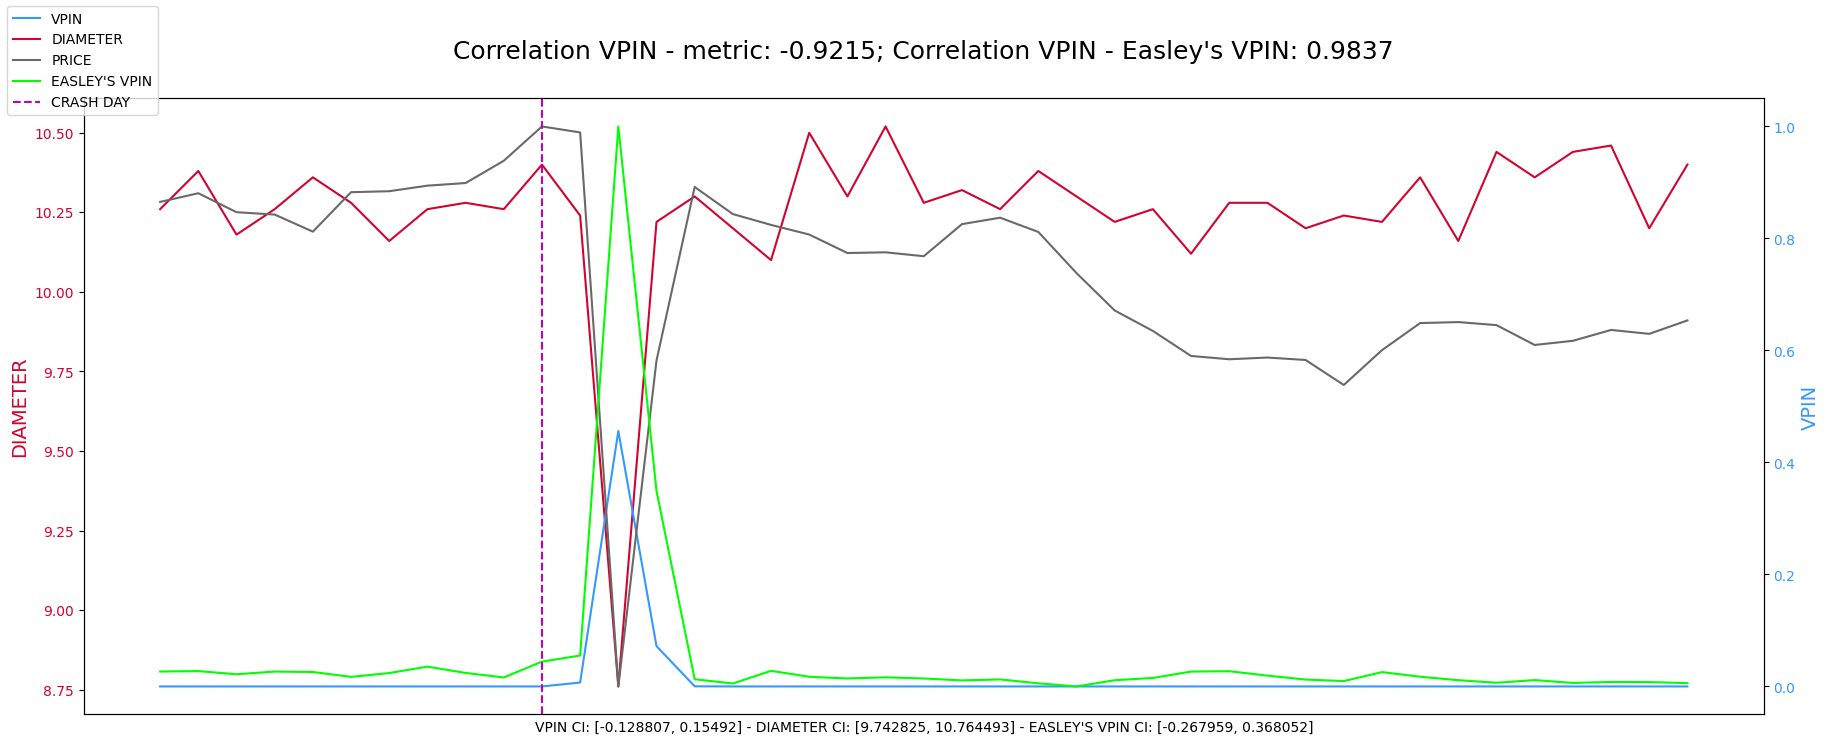 VPIN
DIAMETER
PRICE
EASLEY'S VPIN
CRASH DAY
Correlation VPIN - metric: -0.9215; Correlation VPIN - Easley's VPIN: 0.9837
10.50
10.25
10.00
9.75
9.50
9.25
9.00
8.75
DIAMETER
1.0
0.8
0.6
0.4
0.2
0.0
VPIN
VPIN CI: [-0.128807, 0.15492] - DIAMETER CI: [9.742825, 10.764493] - EASLEY'S VPIN CI: [-0.267959, 0.368052]